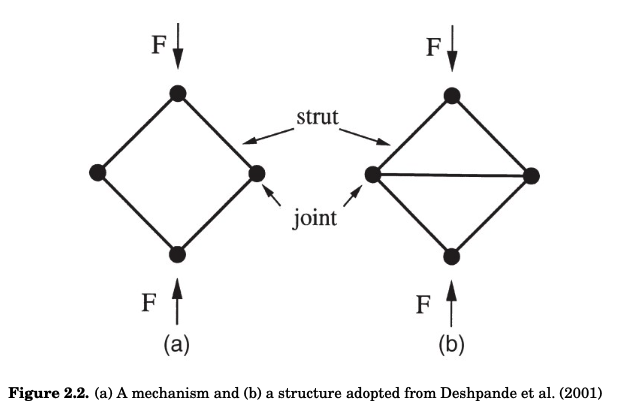 F
F
strut
joint
F
F
(a)
(b)
Figure 2.2. (a) A mechanism and (b) a structure adopted from Deshpande et al. (2001)